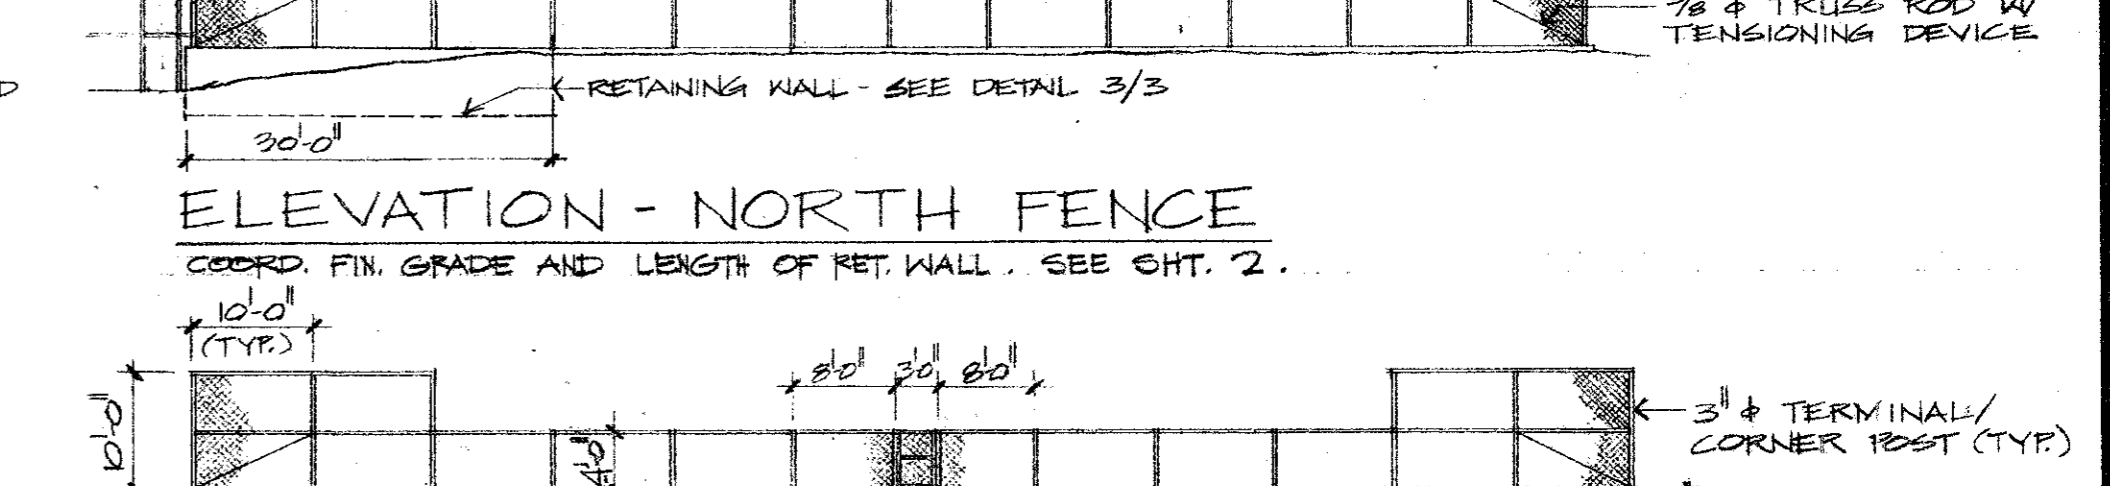 7/8 ⌀ TRUSS ROD W/
TENSIONING DEVICE
D
RETAINING WALL - SEE DETAIL 3/3
30'-0"
ELEVATION - NORTH FENCE
COORD. FIN. GRADE AND LENGTH OF RET. WALL. SEE SHT. 2.
10'-0"
(TYP.)
8'-0" 3'-0" 8'-0"
10'-0"
4'-0"
3" ⌀ TERMINAL/
CORNER POST (TYP.)